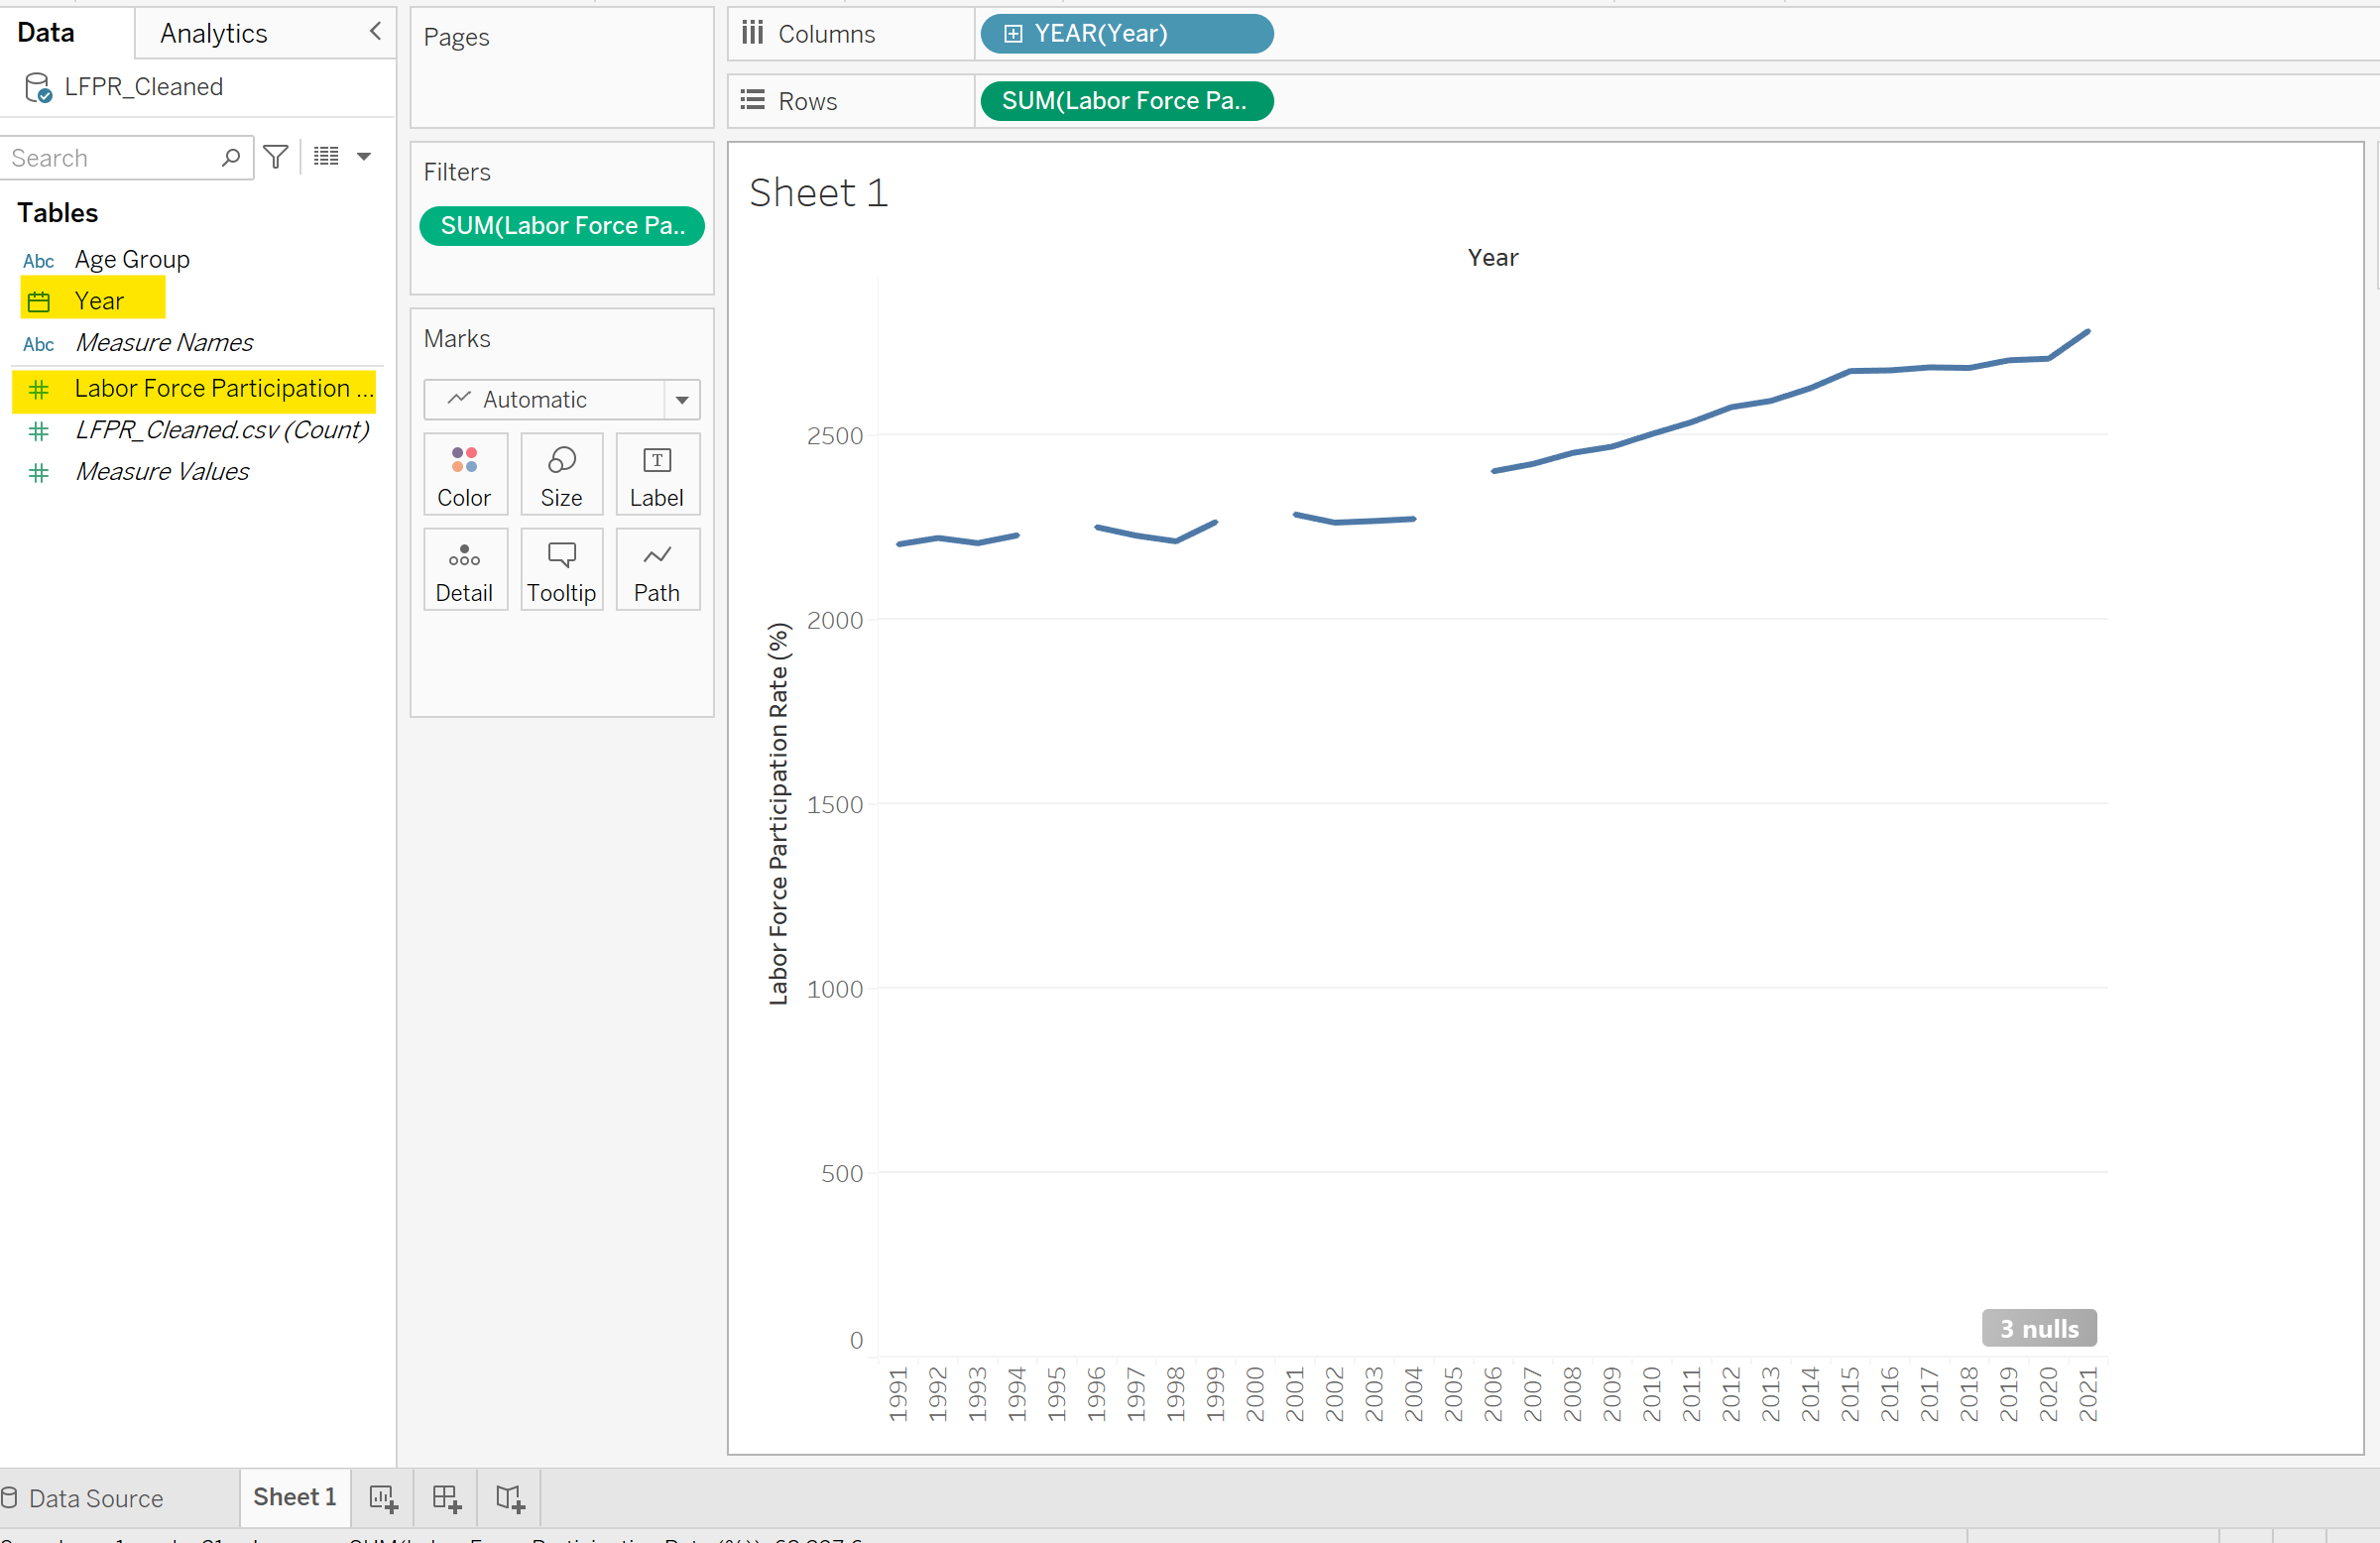 Data
Analytics
LFPR_Cleaned
Search
Tables
Abc Age Group
Year
Abc Measure Names
Labor Force Participation ...
LFPR_Cleaned.csv (Count)
Measure Values
Pages
Filters
SUM(Labor Force Pa..
Marks
Automatic
Color Size Label
Detail Tooltip Path
Columns YEAR(Year)
Rows SUM(Labor Force Pa..
Sheet 1
Year
Labor Force Participation Rate (%)
2500
2000
1500
1000
500
0
3 nulls
1991 1992 1993 1994 1995 1996 1997 1998 1999 2000 2001 2002 2003 2004 2005 2006 2007 2008 2009 2010 2011 2012 2013 2014 2015 2016 2017 2018 2019 2020 2021
Data Source Sheet 1